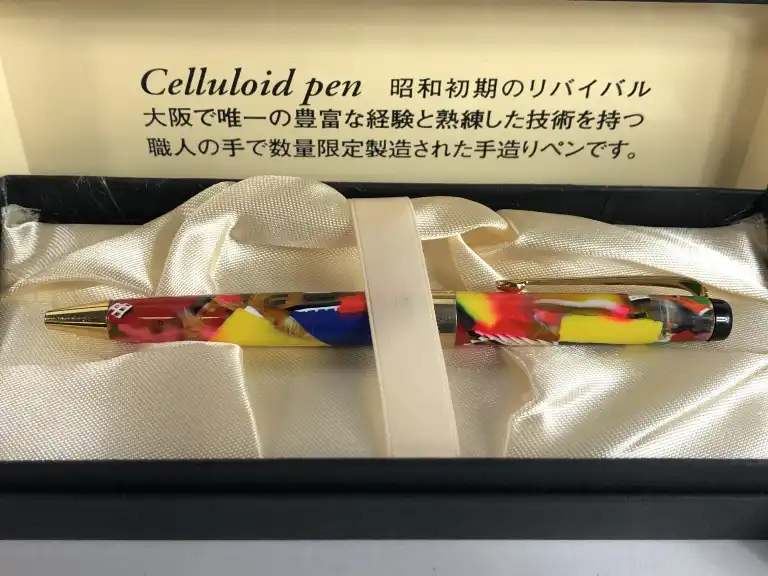 Celluloid pen 昭和初期のリバイバル
大阪で唯一の豊富な経験と熟練した技術を持つ
職人の手で数量限定製造された手造りペンです。